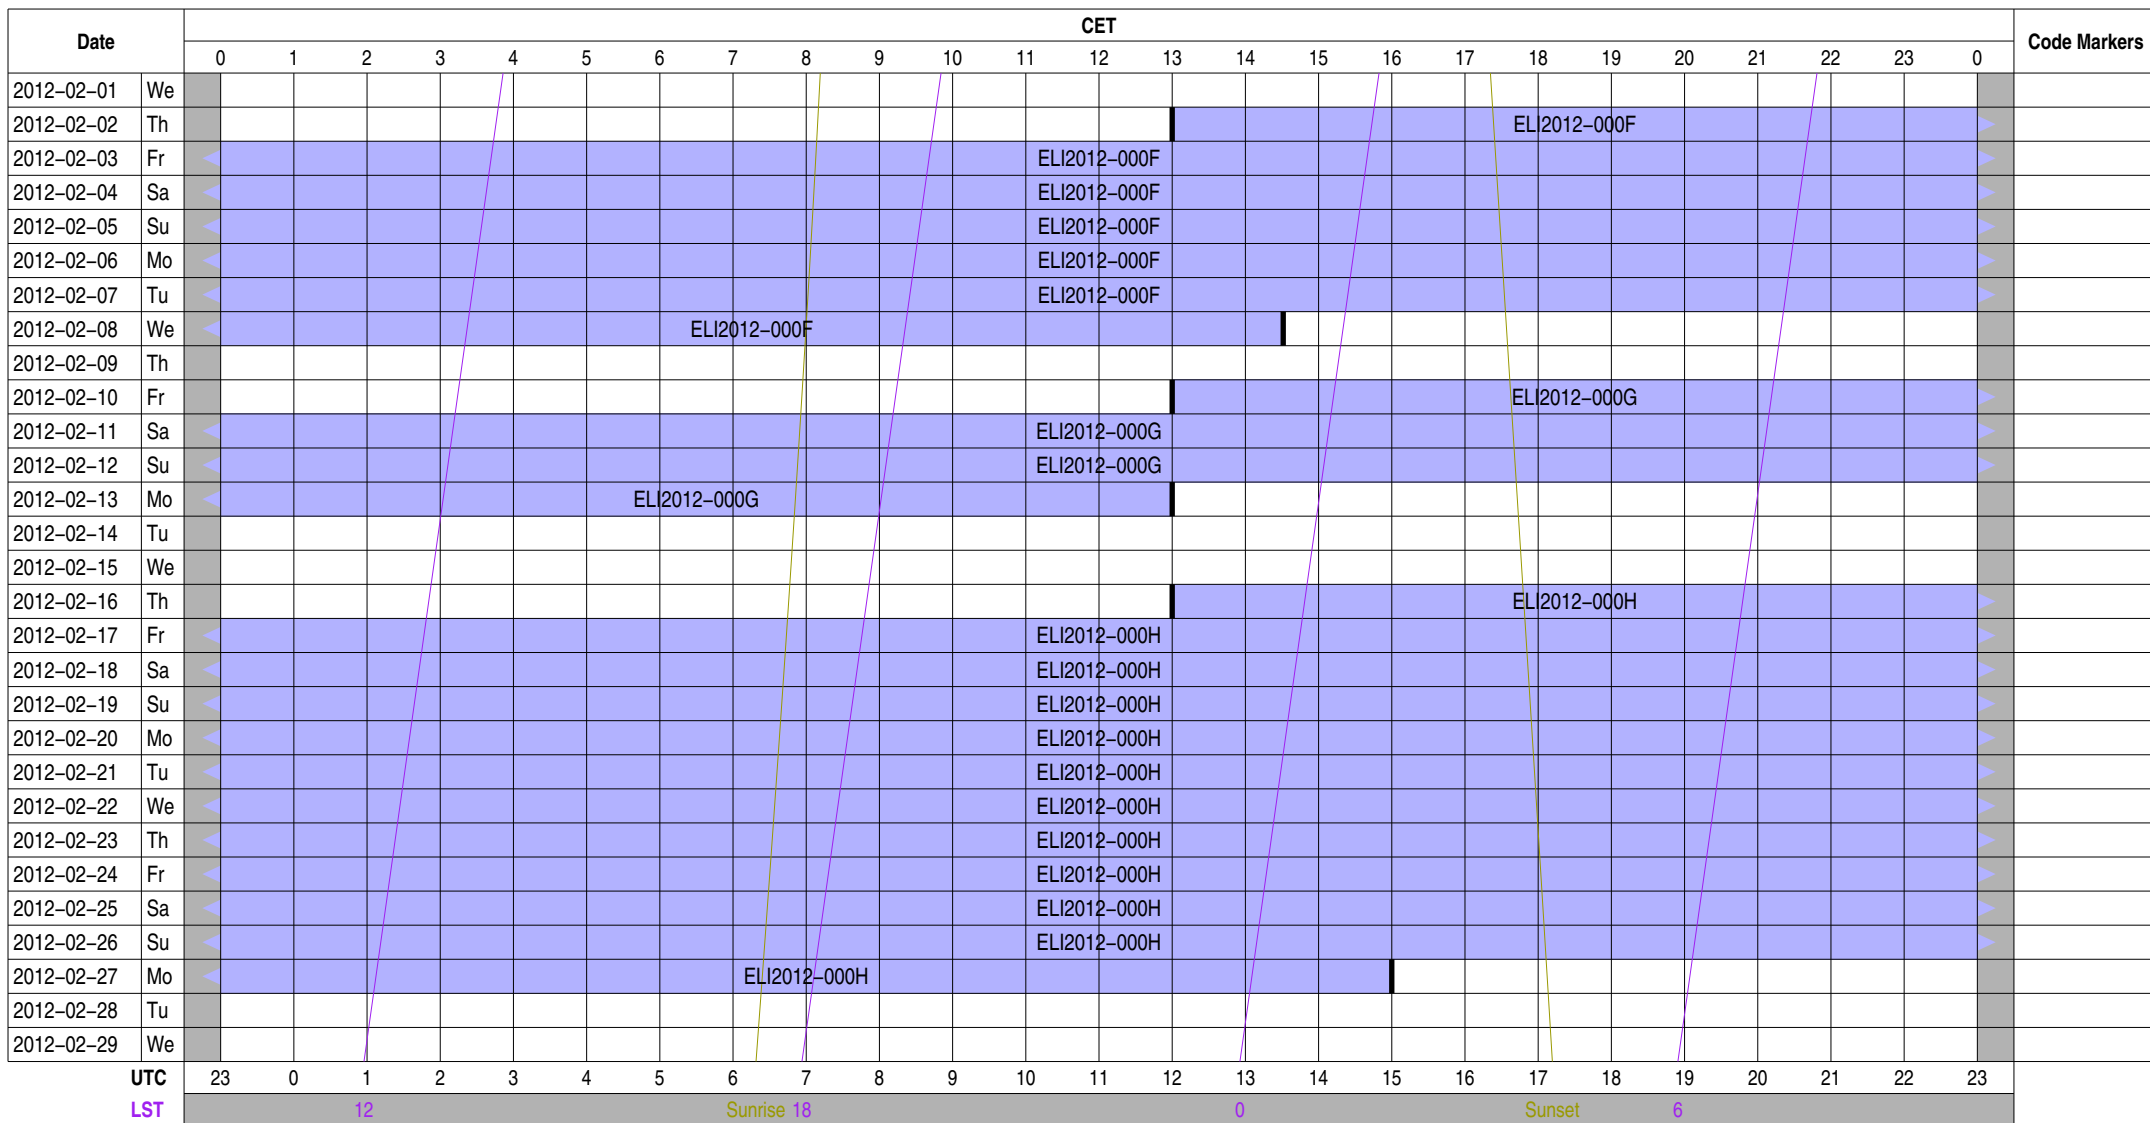 Date CET Code Markers
0 1 2 3 4 5 6 7 8 9 10 11 12 13 14 15 16 17 18 19 20 21 22 23 0
2012-02-01 We
2012-02-02 Th ELI2012-000F
2012-02-03 Fr ELI2012-000F
2012-02-04 Sa ELI2012-000F
2012-02-05 Su ELI2012-000F
2012-02-06 Mo ELI2012-000F
2012-02-07 Tu ELI2012-000F
2012-02-08 We ELI2012-000F
2012-02-09 Th
2012-02-10 Fr ELI2012-000G
2012-02-11 Sa ELI2012-000G
2012-02-12 Su ELI2012-000G
2012-02-13 Mo ELI2012-000G
2012-02-14 Tu
2012-02-15 We
2012-02-16 Th ELI2012-000H
2012-02-17 Fr ELI2012-000H
2012-02-18 Sa ELI2012-000H
2012-02-19 Su ELI2012-000H
2012-02-20 Mo ELI2012-000H
2012-02-21 Tu ELI2012-000H
2012-02-22 We ELI2012-000H
2012-02-23 Th ELI2012-000H
2012-02-24 Fr ELI2012-000H
2012-02-25 Sa ELI2012-000H
2012-02-26 Su ELI2012-000H
2012-02-27 Mo ELI2012-000H
2012-02-28 Tu
2012-02-29 We
UTC 23 0 1 2 3 4 5 6 7 8 9 10 11 12 13 14 15 16 17 18 19 20 21 22 23
LST 12 Sunrise 18 0 Sunset 6